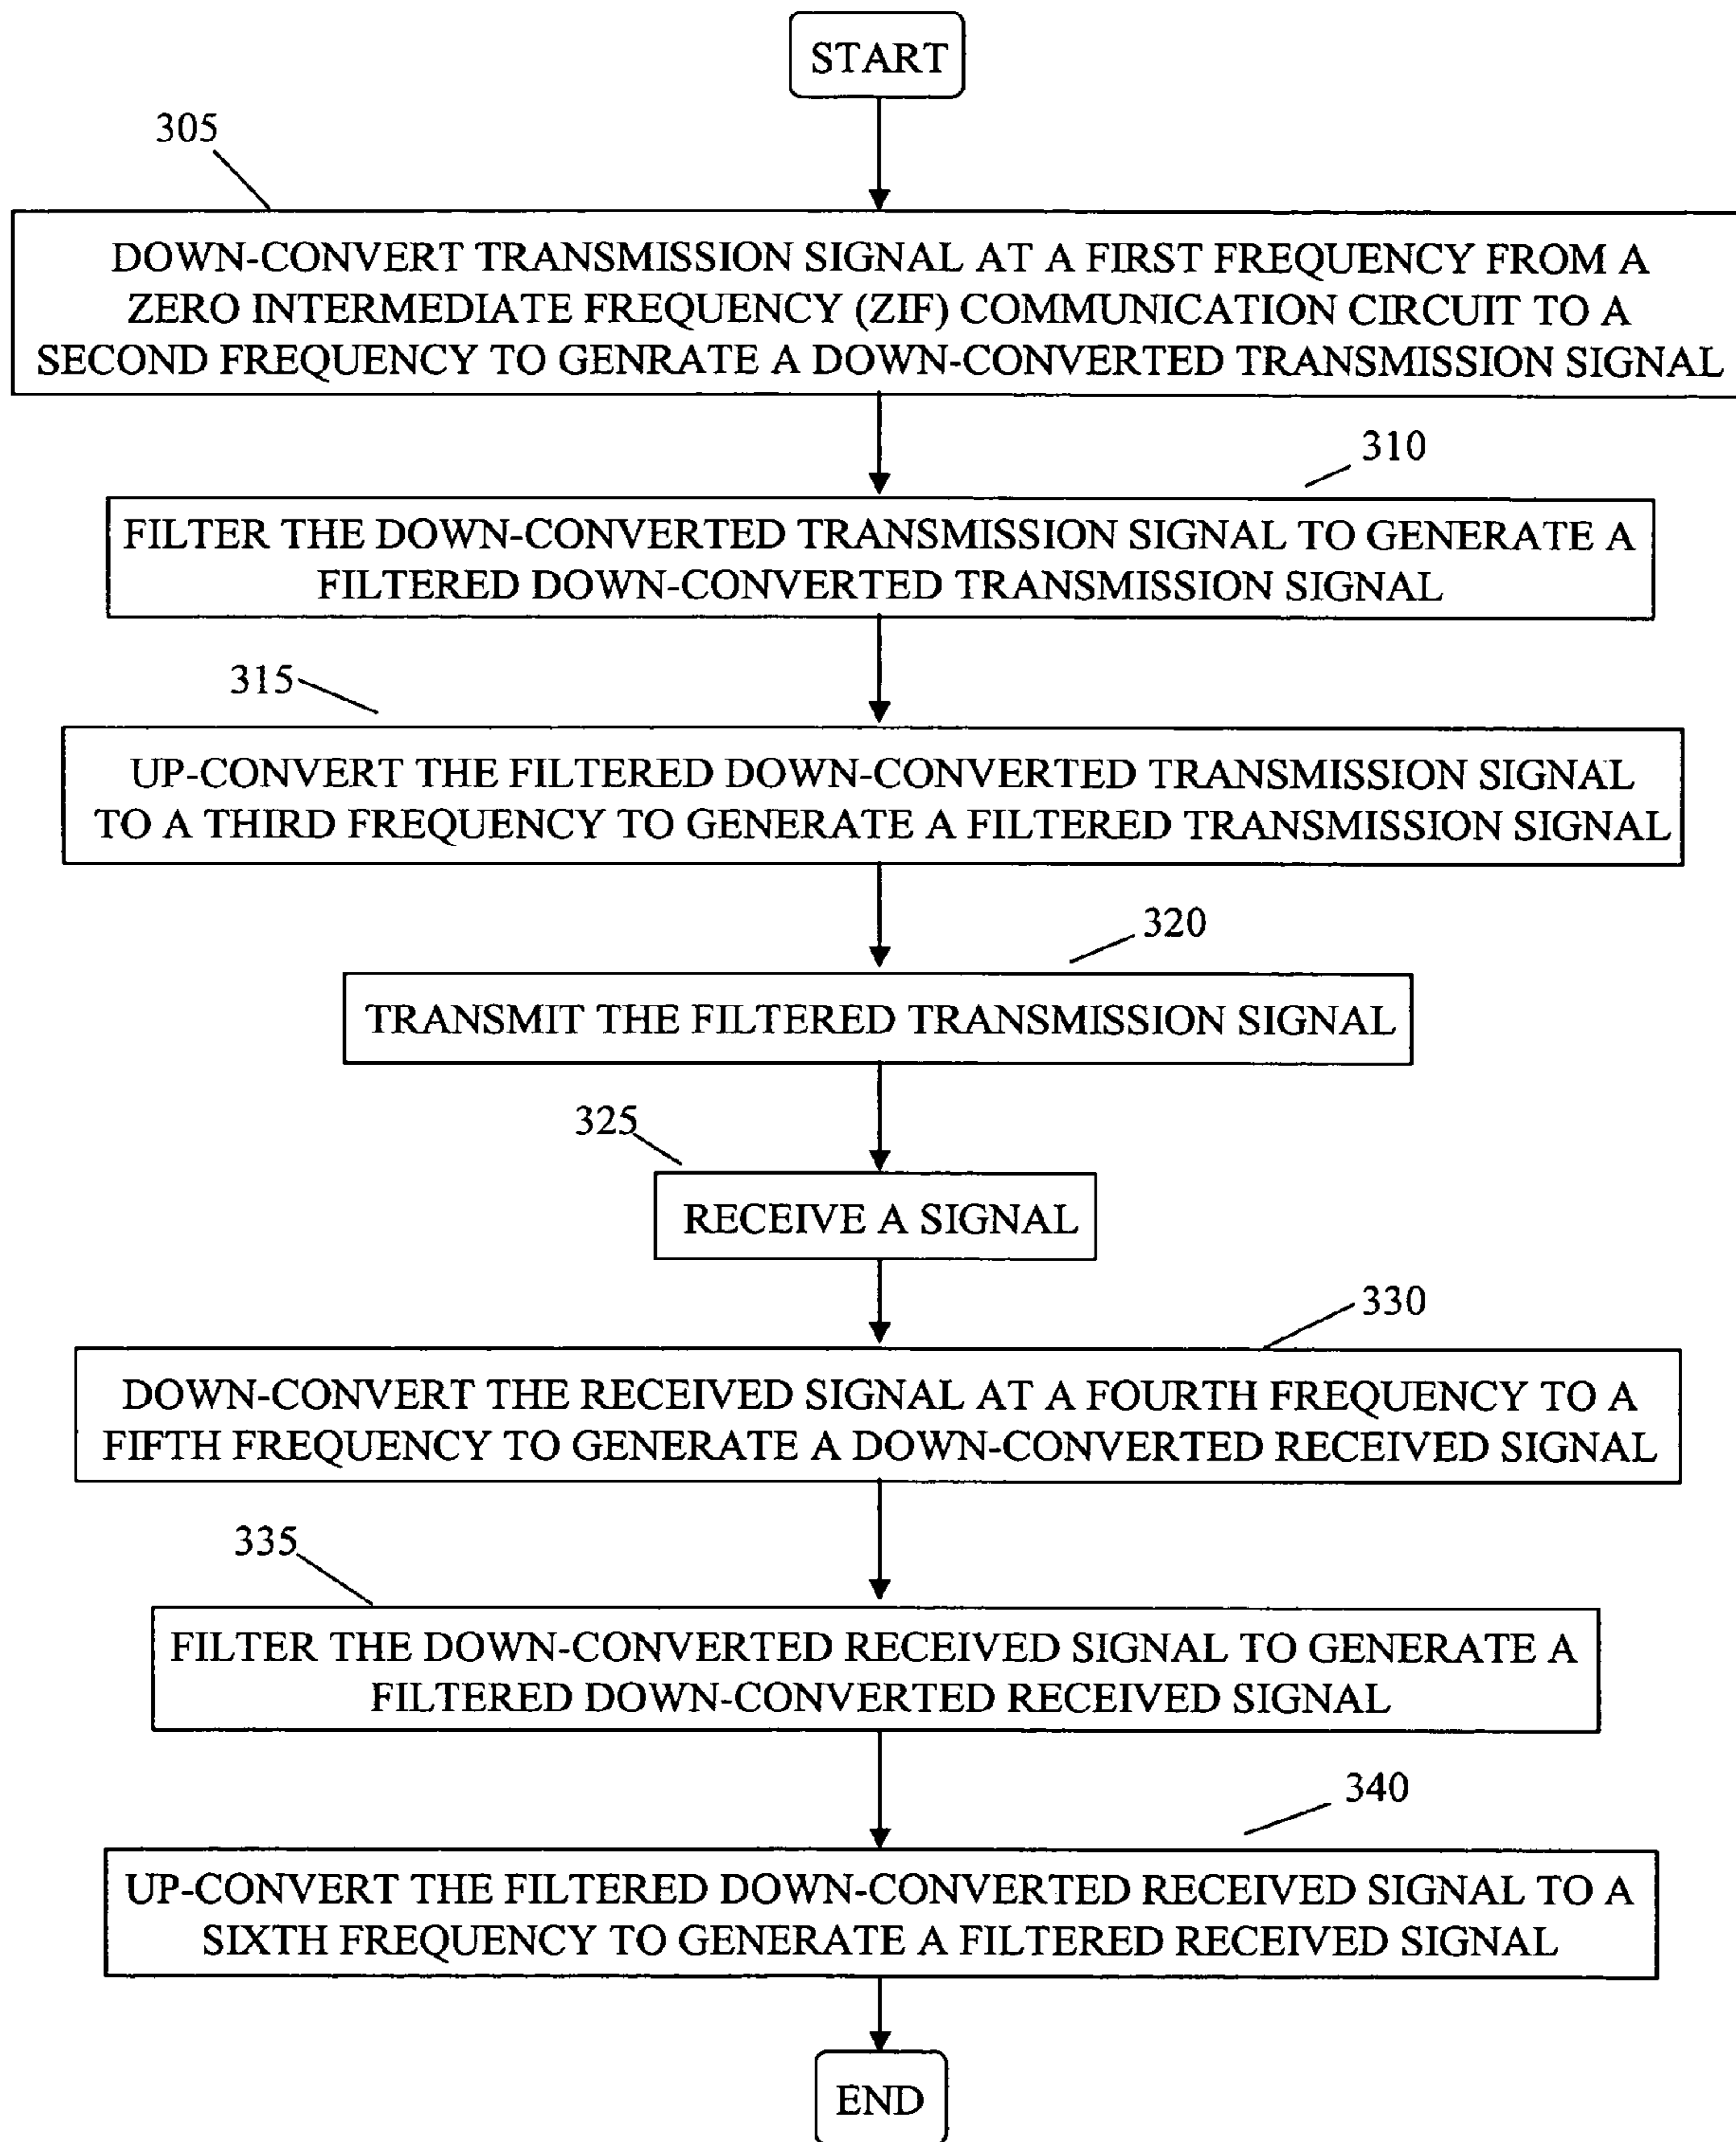 START
305
DOWN-CONVERT TRANSMISSION SIGNAL AT A FIRST FREQUENCY FROM A
ZERO INTERMEDIATE FREQUENCY (ZIF) COMMUNICATION CIRCUIT TO A
SECOND FREQUENCY TO GENRATE A DOWN-CONVERTED TRANSMISSION SIGNAL
310
FILTER THE DOWN-CONVERTED TRANSMISSION SIGNAL TO GENERATE A
FILTERED DOWN-CONVERTED TRANSMISSION SIGNAL
315
UP-CONVERT THE FILTERED DOWN-CONVERTED TRANSMISSION SIGNAL
TO A THIRD FREQUENCY TO GENERATE A FILTERED TRANSMISSION SIGNAL
320
TRANSMIT THE FILTERED TRANSMISSION SIGNAL
325
RECEIVE A SIGNAL
330
DOWN-CONVERT THE RECEIVED SIGNAL AT A FOURTH FREQUENCY TO A
FIFTH FREQUENCY TO GENERATE A DOWN-CONVERTED RECEIVED SIGNAL
335
FILTER THE DOWN-CONVERTED RECEIVED SIGNAL TO GENERATE A
FILTERED DOWN-CONVERTED RECEIVED SIGNAL
340
UP-CONVERT THE FILTERED DOWN-CONVERTED RECEIVED SIGNAL TO A
SIXTH FREQUENCY TO GENERATE A FILTERED RECEIVED SIGNAL
END